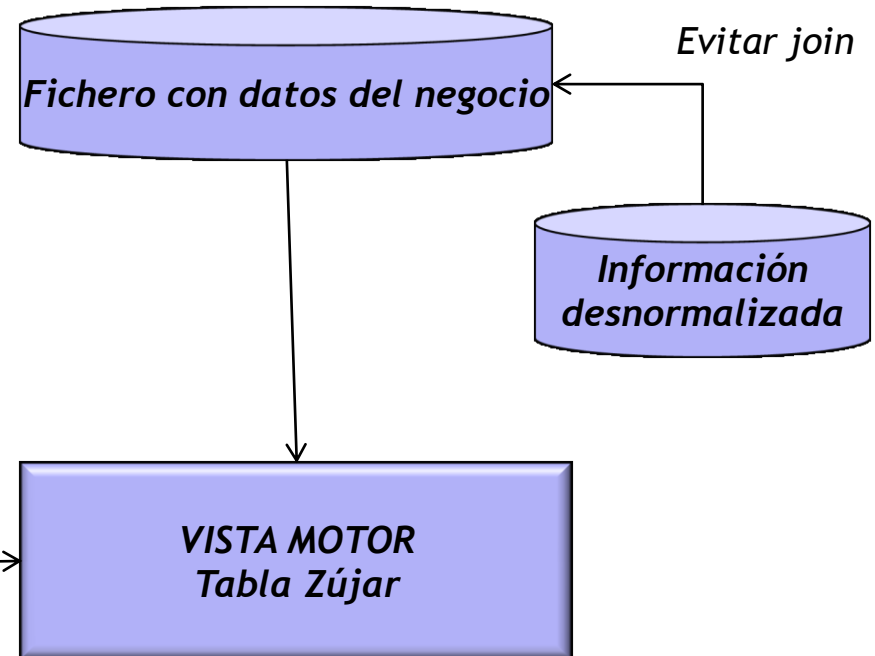 Evitar join
Fichero con datos del negocio
Información
desnormalizada
VISTA MOTOR
Tabla Zújar